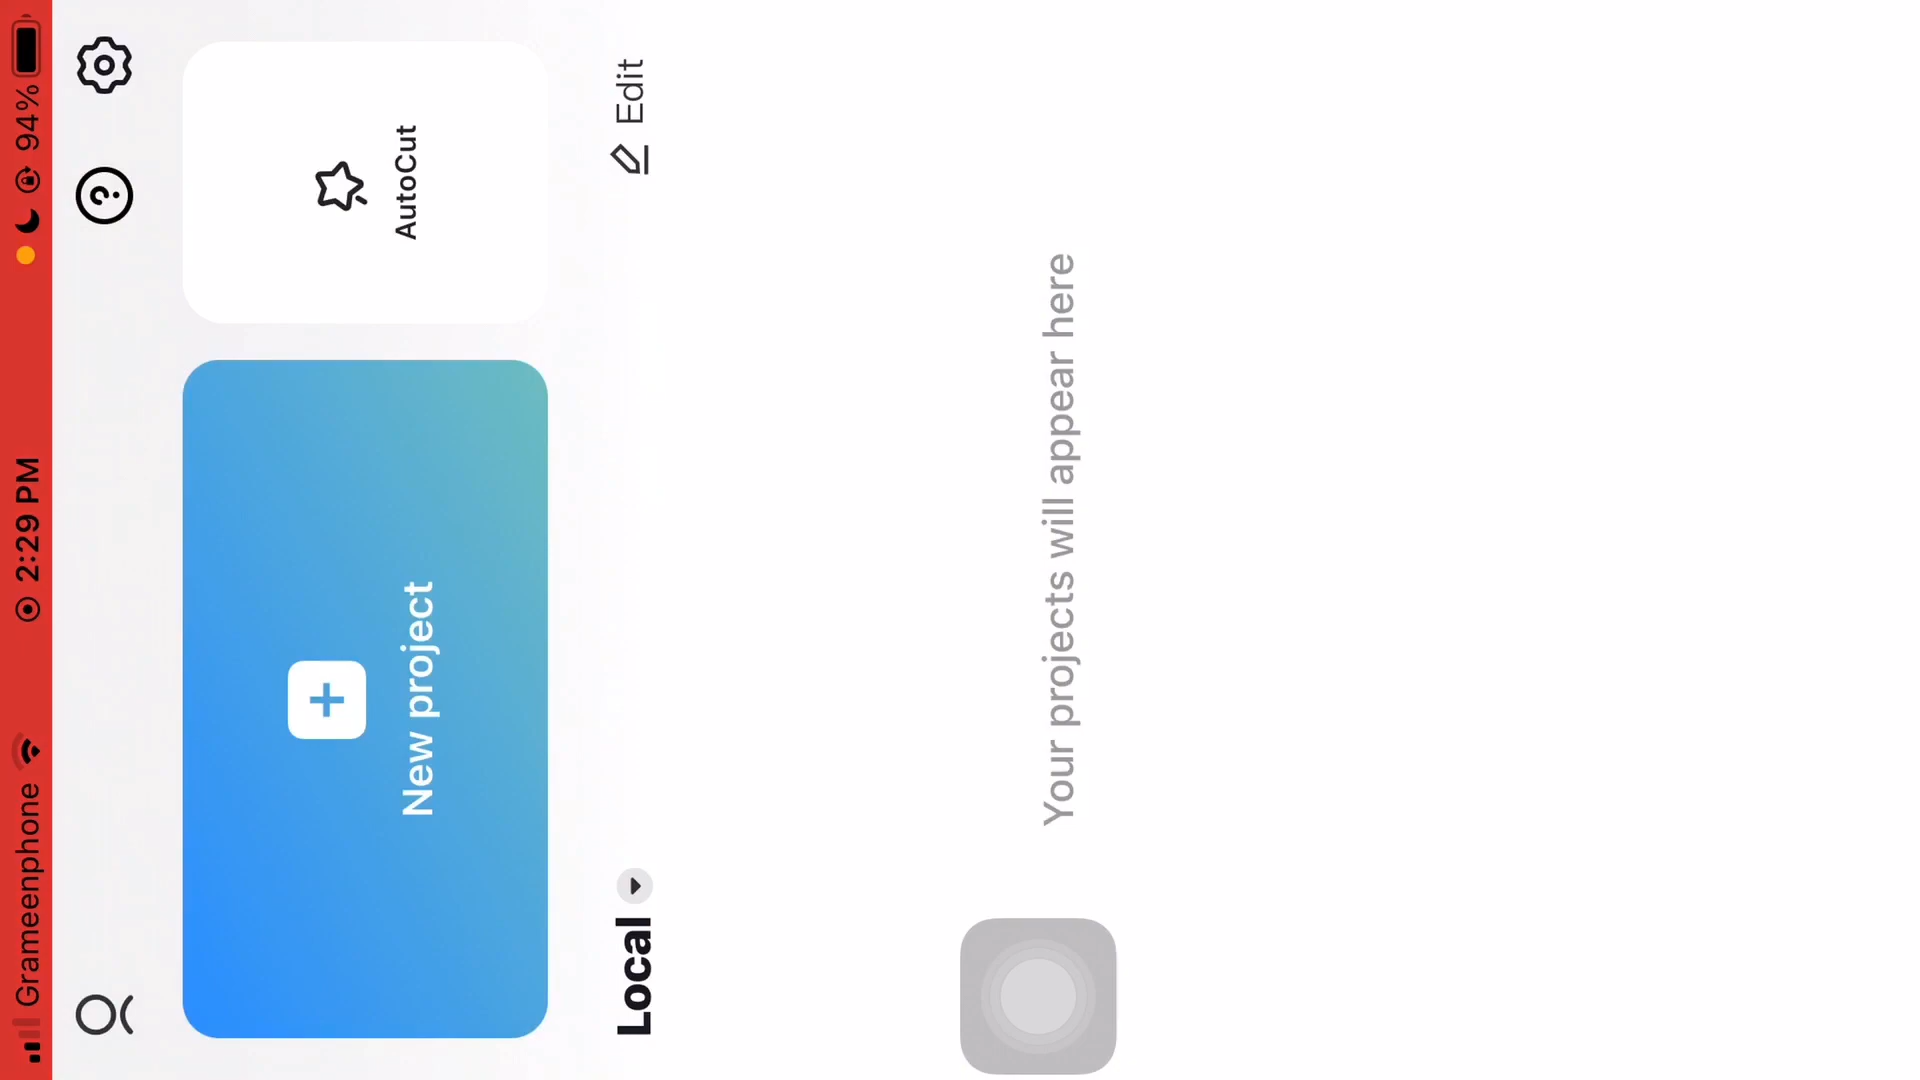 Grameenphone 2:29 PM 94%
New project
AutoCut
Local
Edit
Your projects will appear here